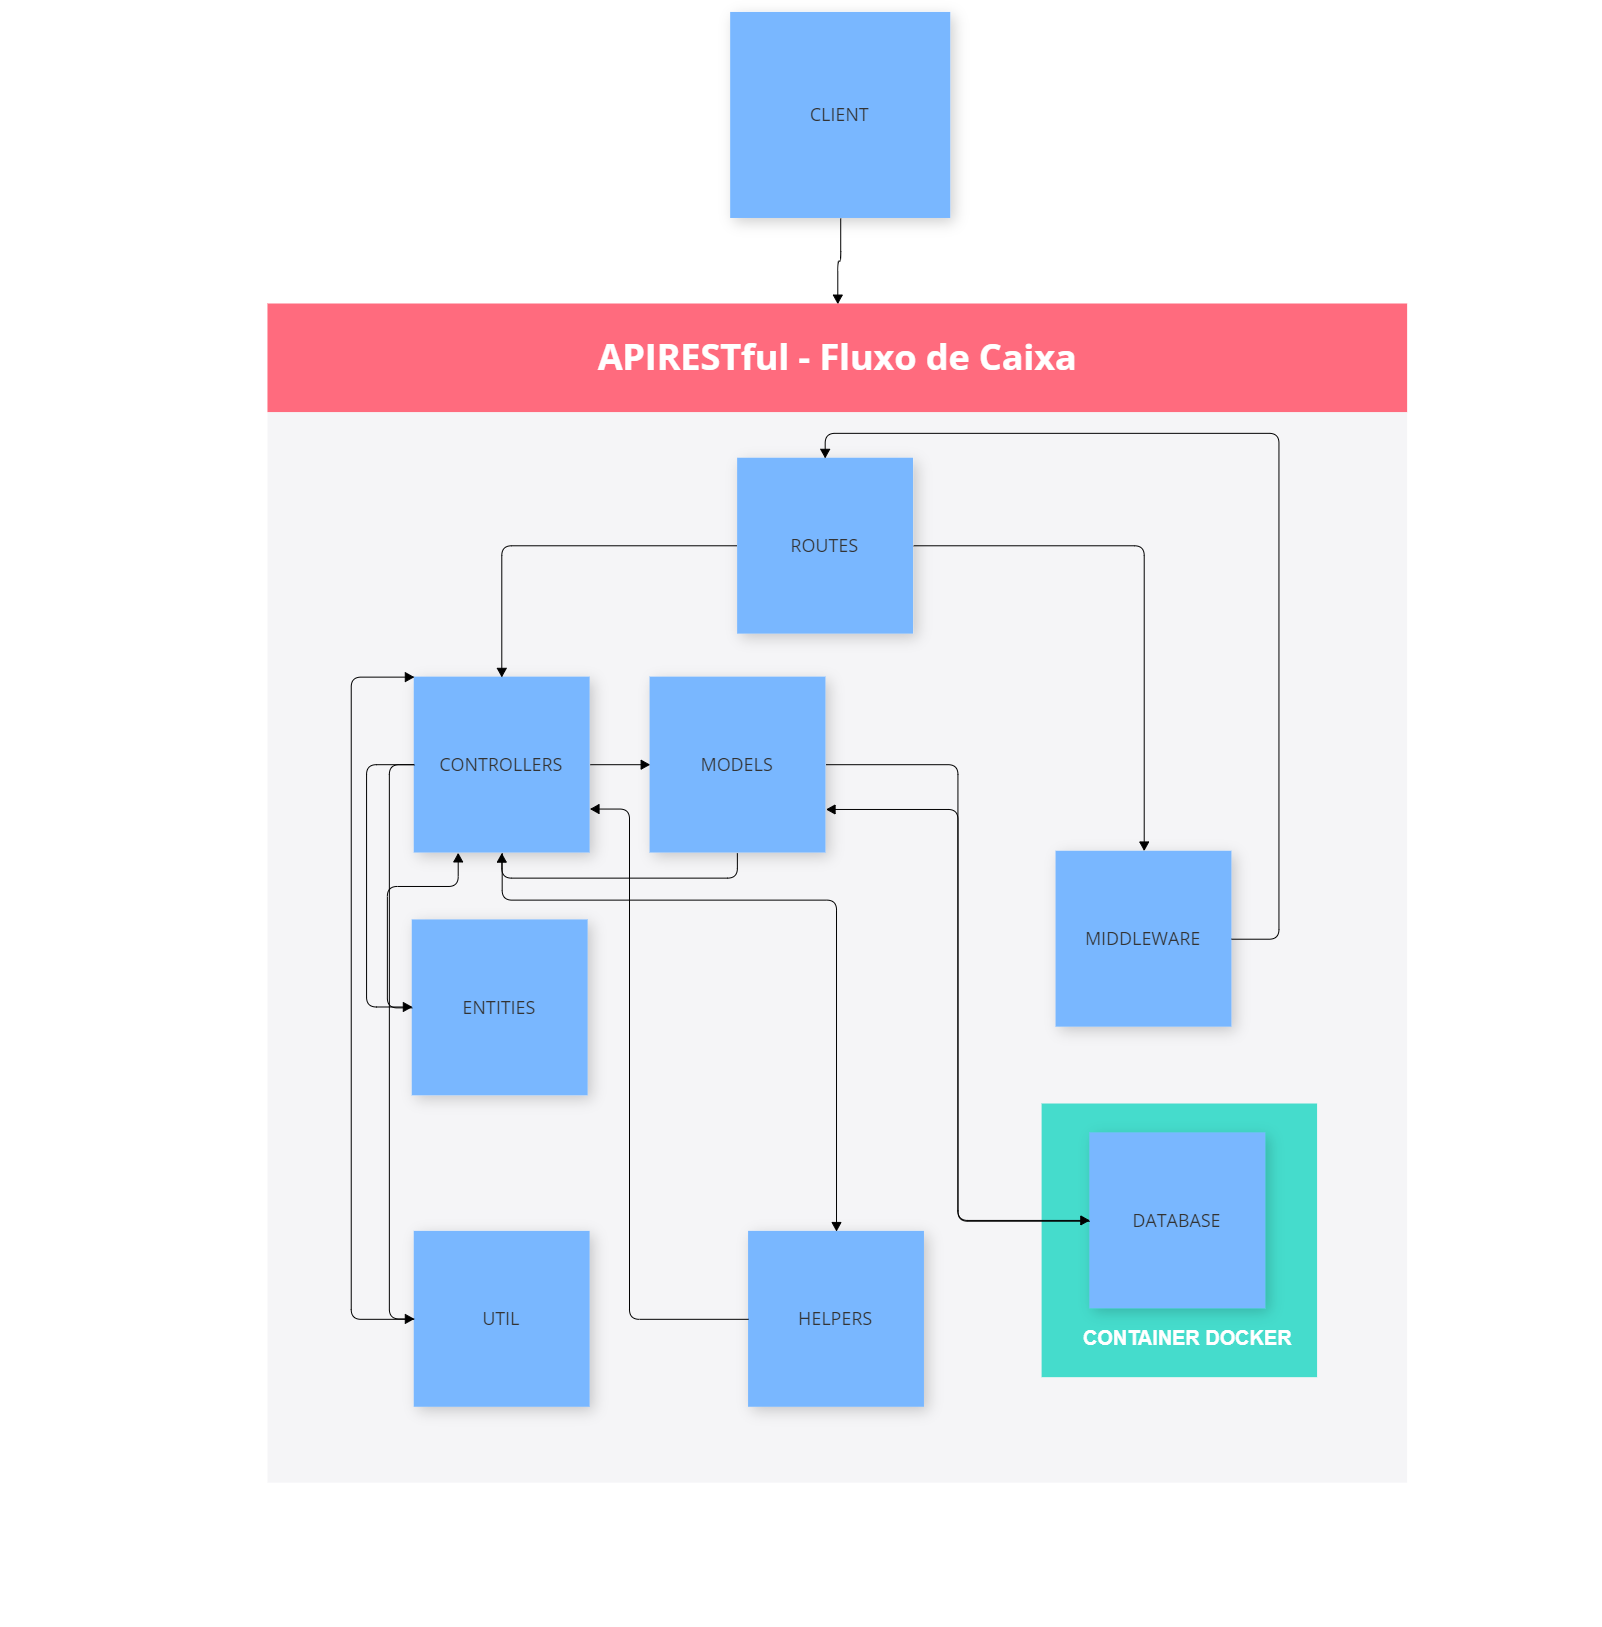 CLIENT
APIRESTful - Fluxo de Caixa
ROUTES
CONTROLLERS
MODELS
MIDDLEWARE
ENTITIES
DATABASE
UTIL
HELPERS
CONTAINER DOCKER